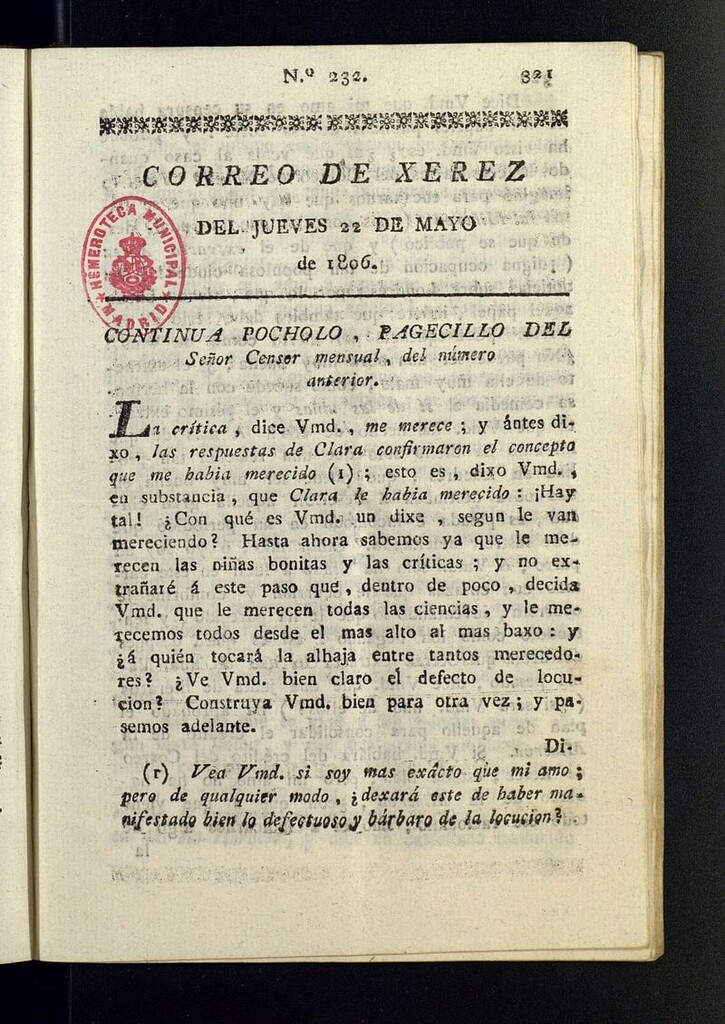 N.º 232. 321
CORREO DE XEREZ
DEL JUEVES 22 DE MAYO
de 1806.
HEMEROTECA MUNICIPAL
MADRID
CONTINUA POCHOLO, PAGECILLO DEL
Señor Censor mensual, del número
anterior.
La crítica, dice Vmd., me merece; y ántes di-
xo, las respuestas de Clara confirmaron el concepto
que me habia merecido (1); esto es, dixo Vmd.,
en substancia, que Clara le habia merecido: ¡Hay
tal! ¿Con qué es Vmd. un dixe, segun le van
mereciendo? Hasta ahora sabemos ya que le me-
recen las niñas bonitas y las críticas; y no ex-
trañaré á este paso que, dentro de poco, decida
Vmd. que le merecen todas las ciencias, y le me-
recemos todos desde el mas alto al mas baxo: y
¿á quién tocará la alhaja entre tantos merecedo-
res? ¿Ve Vmd. bien claro el defecto de locu-
cion? Construya Vmd. bien para otra vez; y pa-
semos adelante.
Di-
(1) Vea Vmd. si soy mas exácto que mi amo;
pero de qualquier modo, ¿dexará este de haber ma-
nifestado bien lo defectuoso y bárbaro de la locucion?